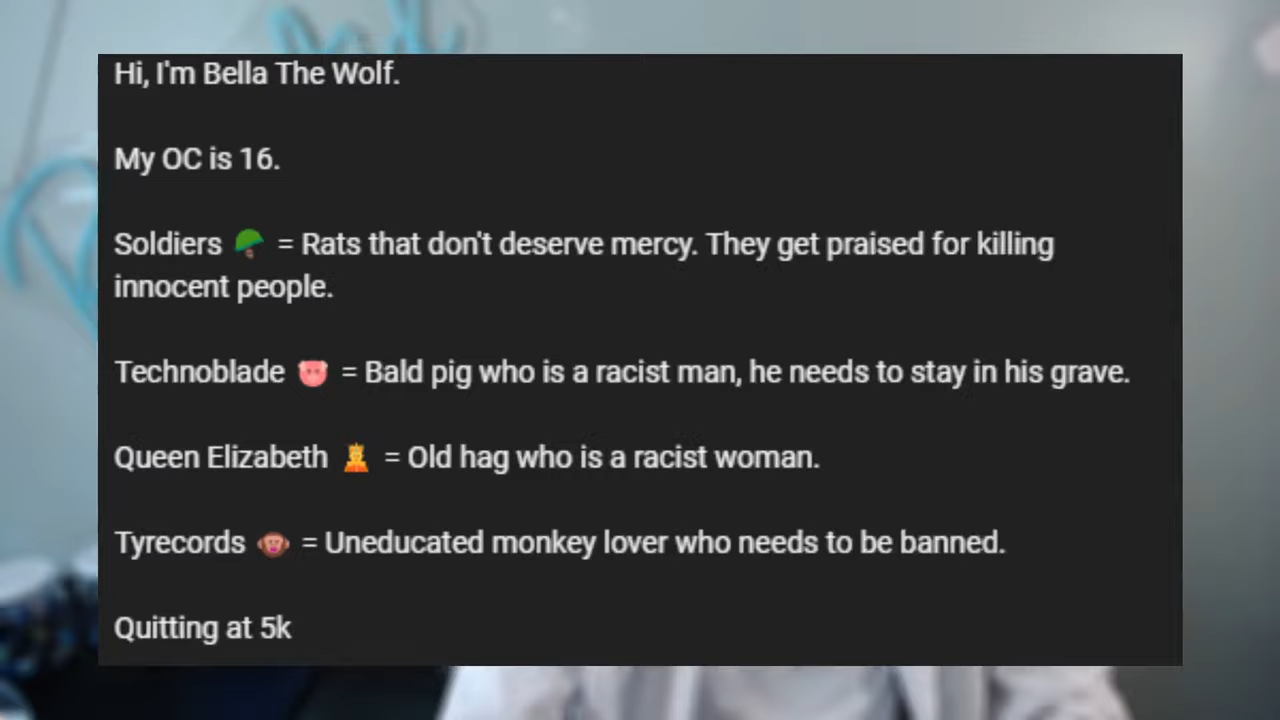 Hi, I'm Bella The Wolf.
My OC is 16.
Soldiers 🪖 = Rats that don't deserve mercy. They get praised for killing
innocent people.
Technoblade 🐷 = Bald pig who is a racist man, he needs to stay in his grave.
Queen Elizabeth 👸 = Old hag who is a racist woman.
Tyrecords 🐵 = Uneducated monkey lover who needs to be banned.
Quitting at 5k